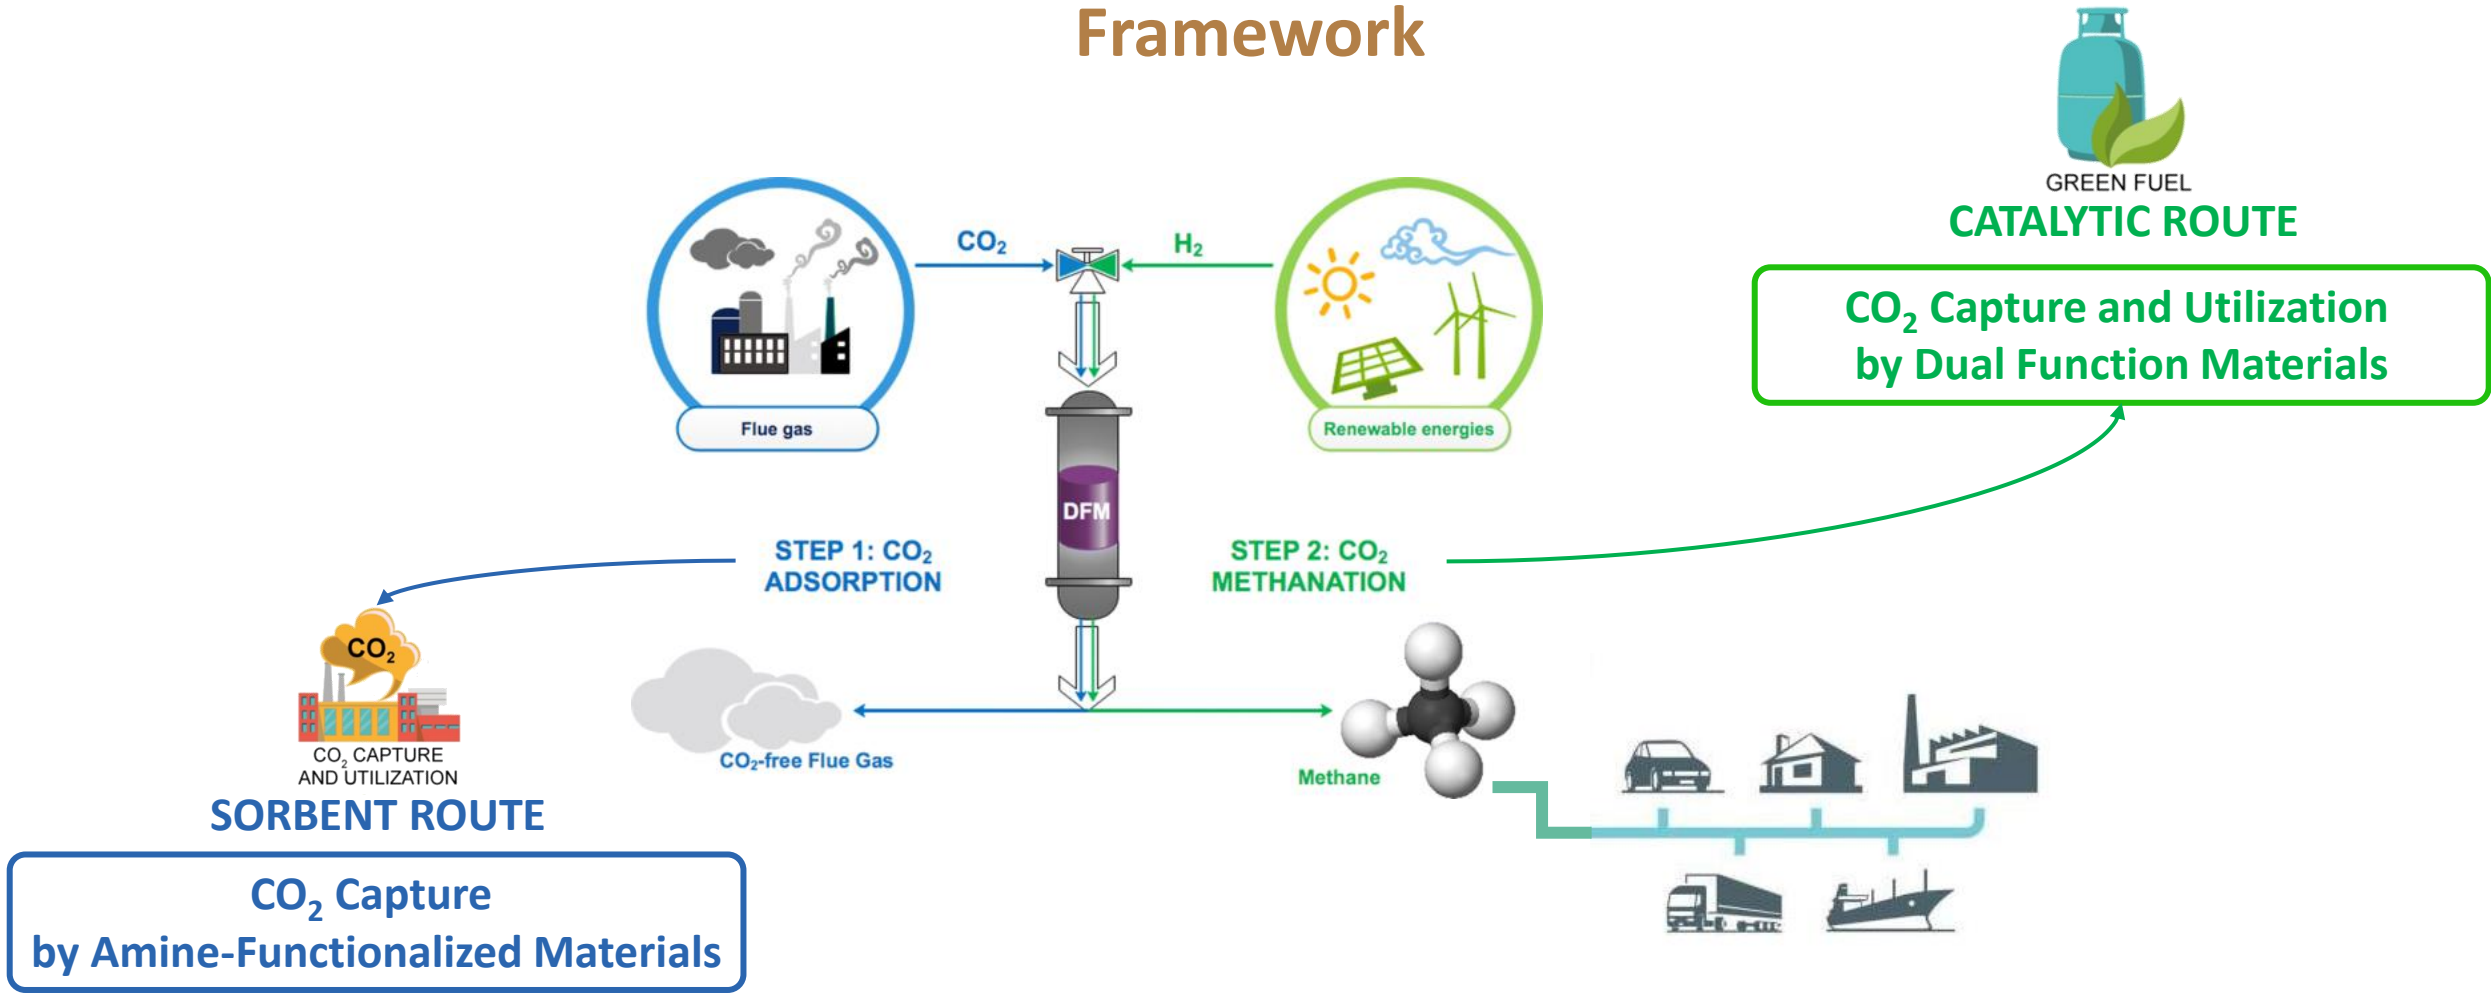 Framework
GREEN FUEL
CATALYTIC ROUTE
CO₂ Capture and Utilization
by Dual Function Materials
CO₂
H₂
Flue gas
Renewable energies
DFM
STEP 1: CO₂
ADSORPTION
STEP 2: CO₂
METHANATION
CO₂
CO₂ CAPTURE
AND UTILIZATION
SORBENT ROUTE
CO₂ Capture
by Amine-Functionalized Materials
CO₂-free Flue Gas
Methane